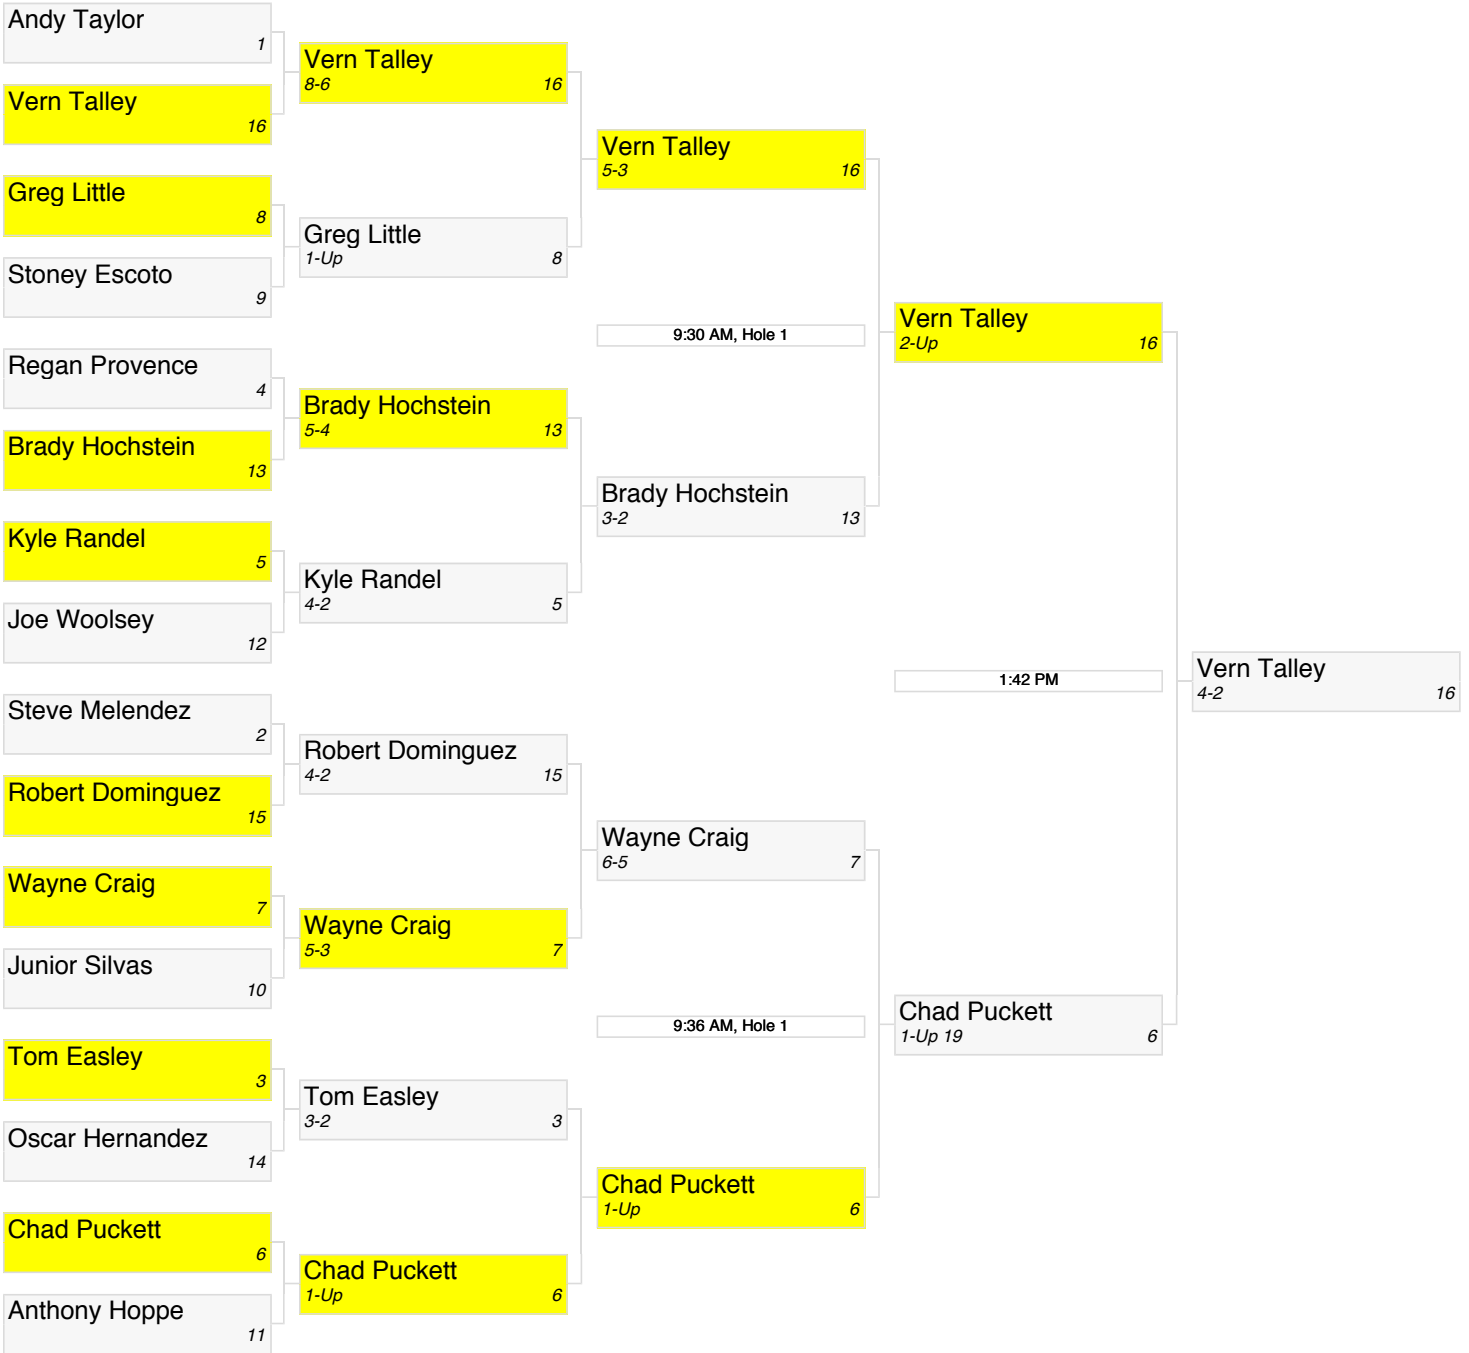 Andy Taylor
1
Vern Talley
16
Greg Little
8
Stoney Escoto
9
Regan Provence
4
Brady Hochstein
13
Kyle Randel
5
Joe Woolsey
12
Steve Melendez
2
Robert Dominguez
15
Wayne Craig
7
Junior Silvas
10
Tom Easley
3
Oscar Hernandez
14
Chad Puckett
6
Anthony Hoppe
11
Vern Talley
8-6 16
Greg Little
1-Up 8
Brady Hochstein
5-4 13
Kyle Randel
4-2 5
Robert Dominguez
4-2 15
Wayne Craig
5-3 7
Tom Easley
3-2 3
Chad Puckett
1-Up 6
Vern Talley
5-3 16
9:30 AM, Hole 1
Brady Hochstein
3-2 13
Wayne Craig
6-5 7
9:36 AM, Hole 1
Chad Puckett
1-Up 6
Vern Talley
2-Up 16
1:42 PM
Chad Puckett
1-Up 19 6
Vern Talley
4-2 16